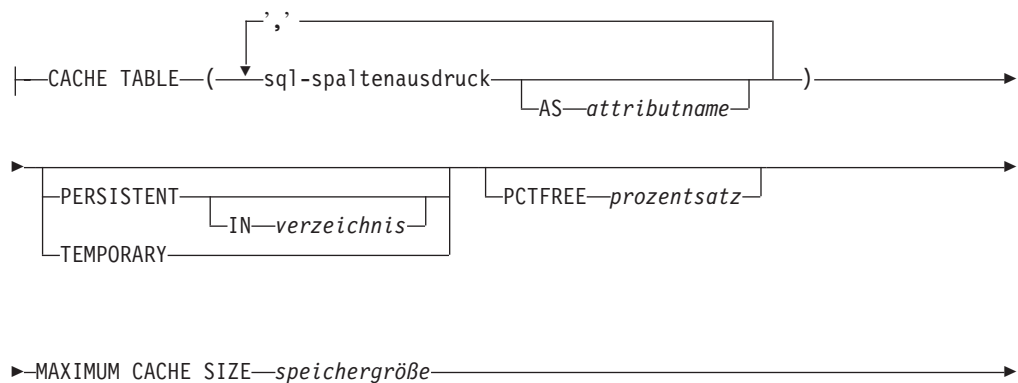 ','
CACHE TABLE ( sql-spaltenausdruck )
AS attributname
PERSISTENT PCTFREE prozentsatz
IN verzeichnis
TEMPORARY
MAXIMUM CACHE SIZE speichergröße